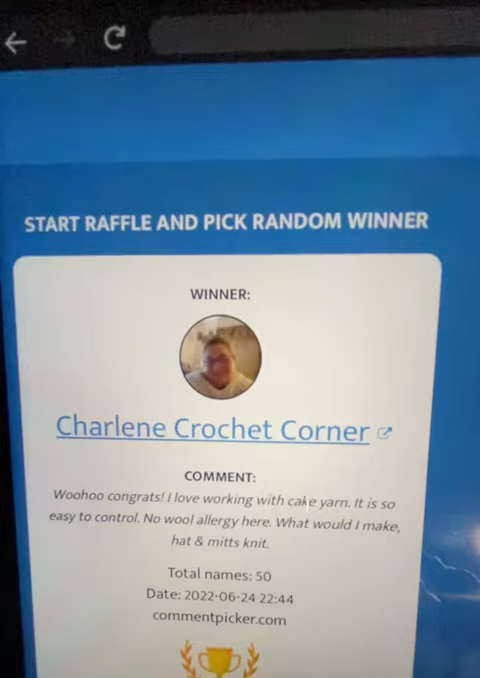 START RAFFLE AND PICK RANDOM WINNER
WINNER:
Charlene Crochet Corner
COMMENT:
Woohoo congrats! I love working with cake yarn. It is so
easy to control. No wool allergy here. What would I make,
hat & mitts knit.
Total names: 50
Date: 2022-06-24 22:44
commentpicker.com